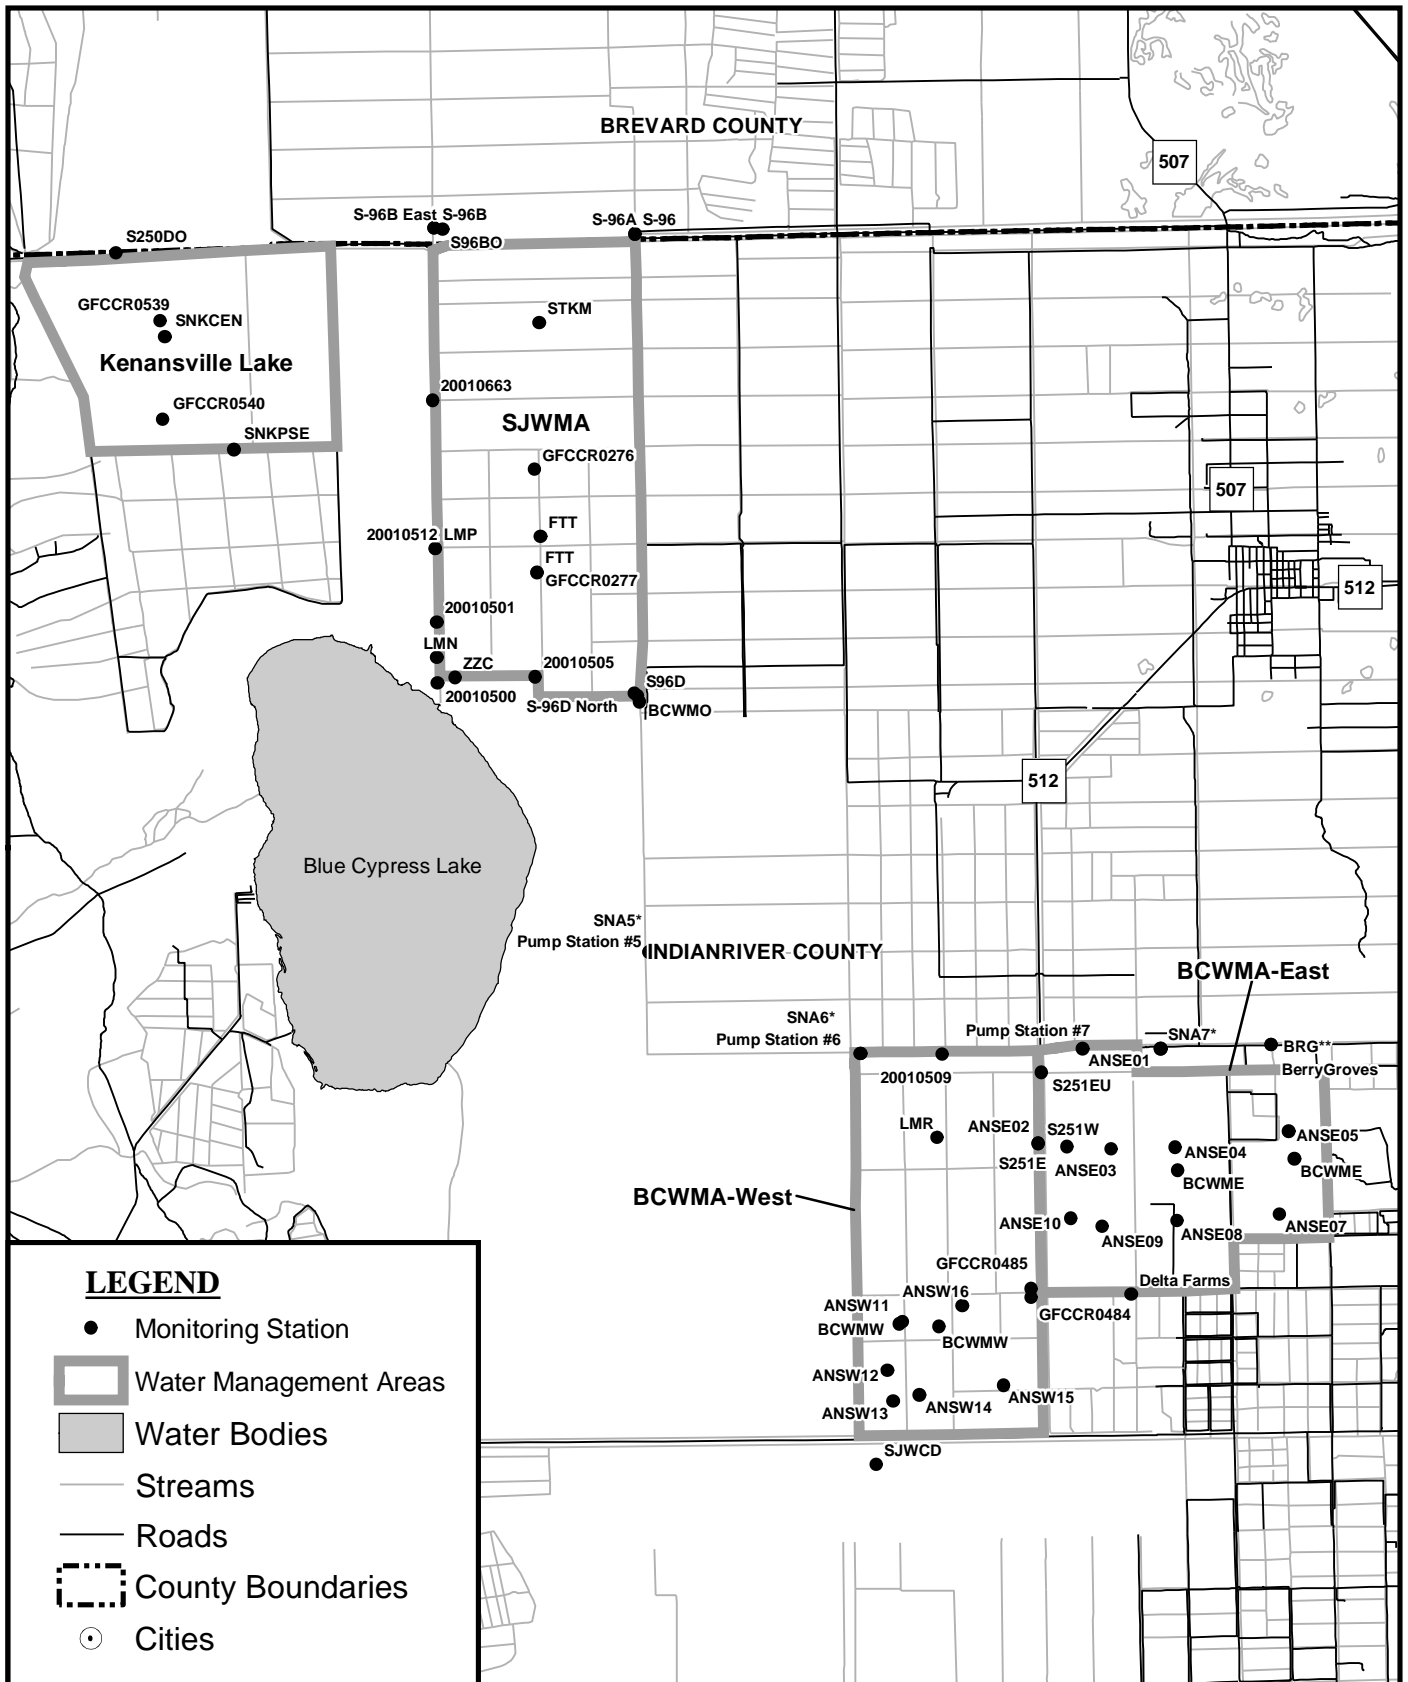 BREVARD COUNTY
507
S-96B East S-96B
S-96A S-96
S250DO
S96BO
GFCCR0539
SNKCEN
STKM
Kenansville Lake
20010663
GFCCR0540
SJWMA
SNKPSE
GFCCR0276
507
20010512 LMP
FTT
FTT
GFCCR0277
512
20010501
LMN
ZZC
20010505
20010500
S-96D North
S96D
BCWMO
512
Blue Cypress Lake
SNA5*
Pump Station #5
INDIANRIVER COUNTY
BCWMA-East
SNA6*
Pump Station #6
Pump Station #7
SNA7*
BRG**
ANSE01
BerryGroves
20010509
S251EU
LMR
ANSE02
S251W
S251E
ANSE03
ANSE04
BCWME
ANSE05
BCWME
BCWMA-West
ANSE10
ANSE09
ANSE08
ANSE07
GFCCR0485
Delta Farms
ANSW16
GFCCR0484
ANSW11
BCWMW
BCWMW
ANSW12
ANSW13
ANSW14
ANSW15
SJWCD
LEGEND
Monitoring Station
Water Management Areas
Water Bodies
Streams
Roads
County Boundaries
Cities